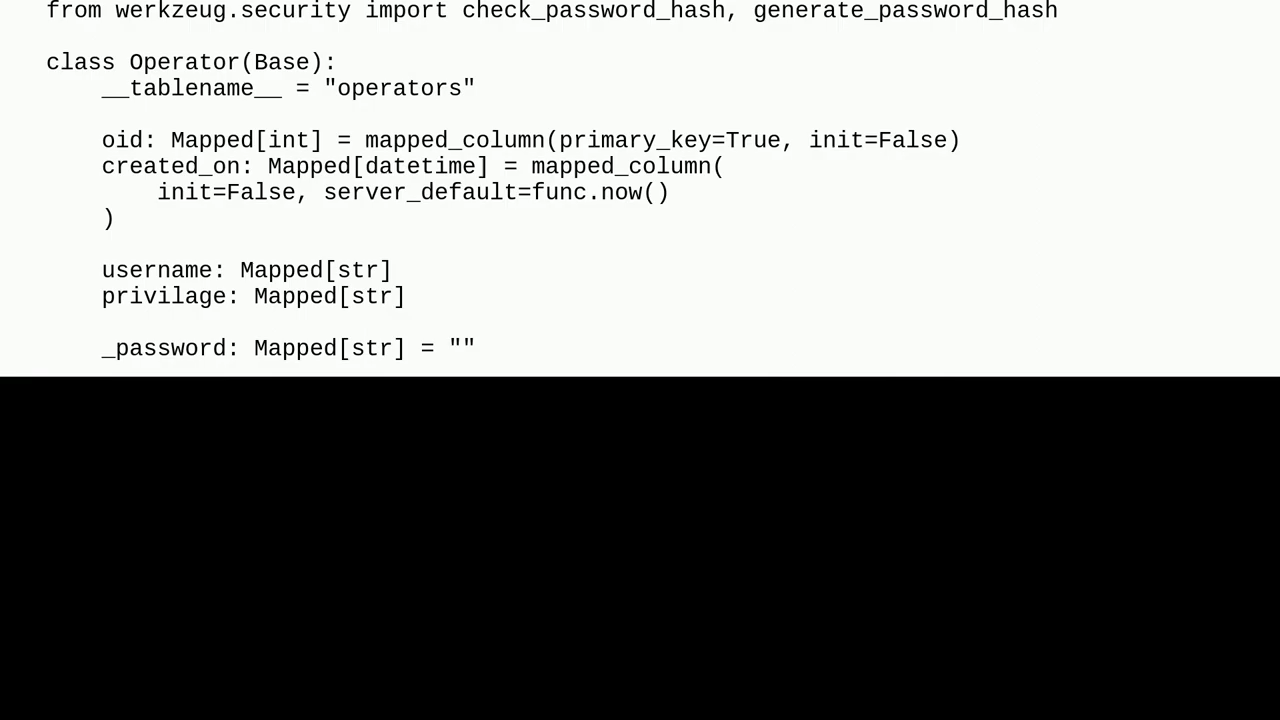 from werkzeug.security import check_password_hash, generate_password_hash
class Operator(Base):
    __tablename__ = "operators"
    oid: Mapped[int] = mapped_column(primary_key=True, init=False)
    created_on: Mapped[datetime] = mapped_column(
        init=False, server_default=func.now()
    )
    username: Mapped[str]
    privilage: Mapped[str]
    _password: Mapped[str] = ""